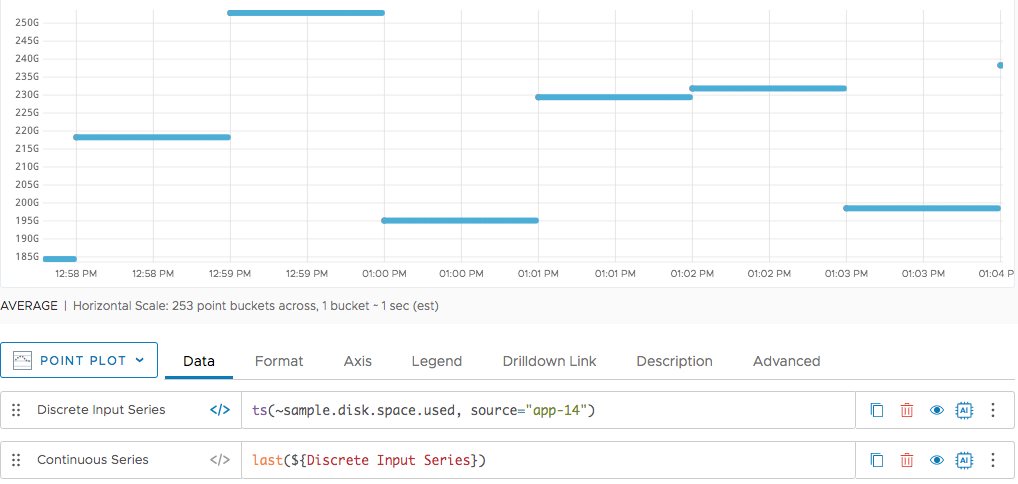 250G
245G
240G
235G
230G
225G
220G
215G
210G
205G
200G
195G
190G
185G
12:58 PM 12:58 PM 12:59 PM 12:59 PM 01:00 PM 01:00 PM 01:01 PM 01:01 PM 01:02 PM 01:02 PM 01:03 PM 01:03 PM 01:04 P
AVERAGE | Horizontal Scale: 253 point buckets across, 1 bucket ~ 1 sec (est)
POINT PLOT Data Format Axis Legend Drilldown Link Description Advanced
Discrete Input Series </> ts(~sample.disk.space.used, source="app-14") AI
Continuous Series </> last(${Discrete Input Series}) AI